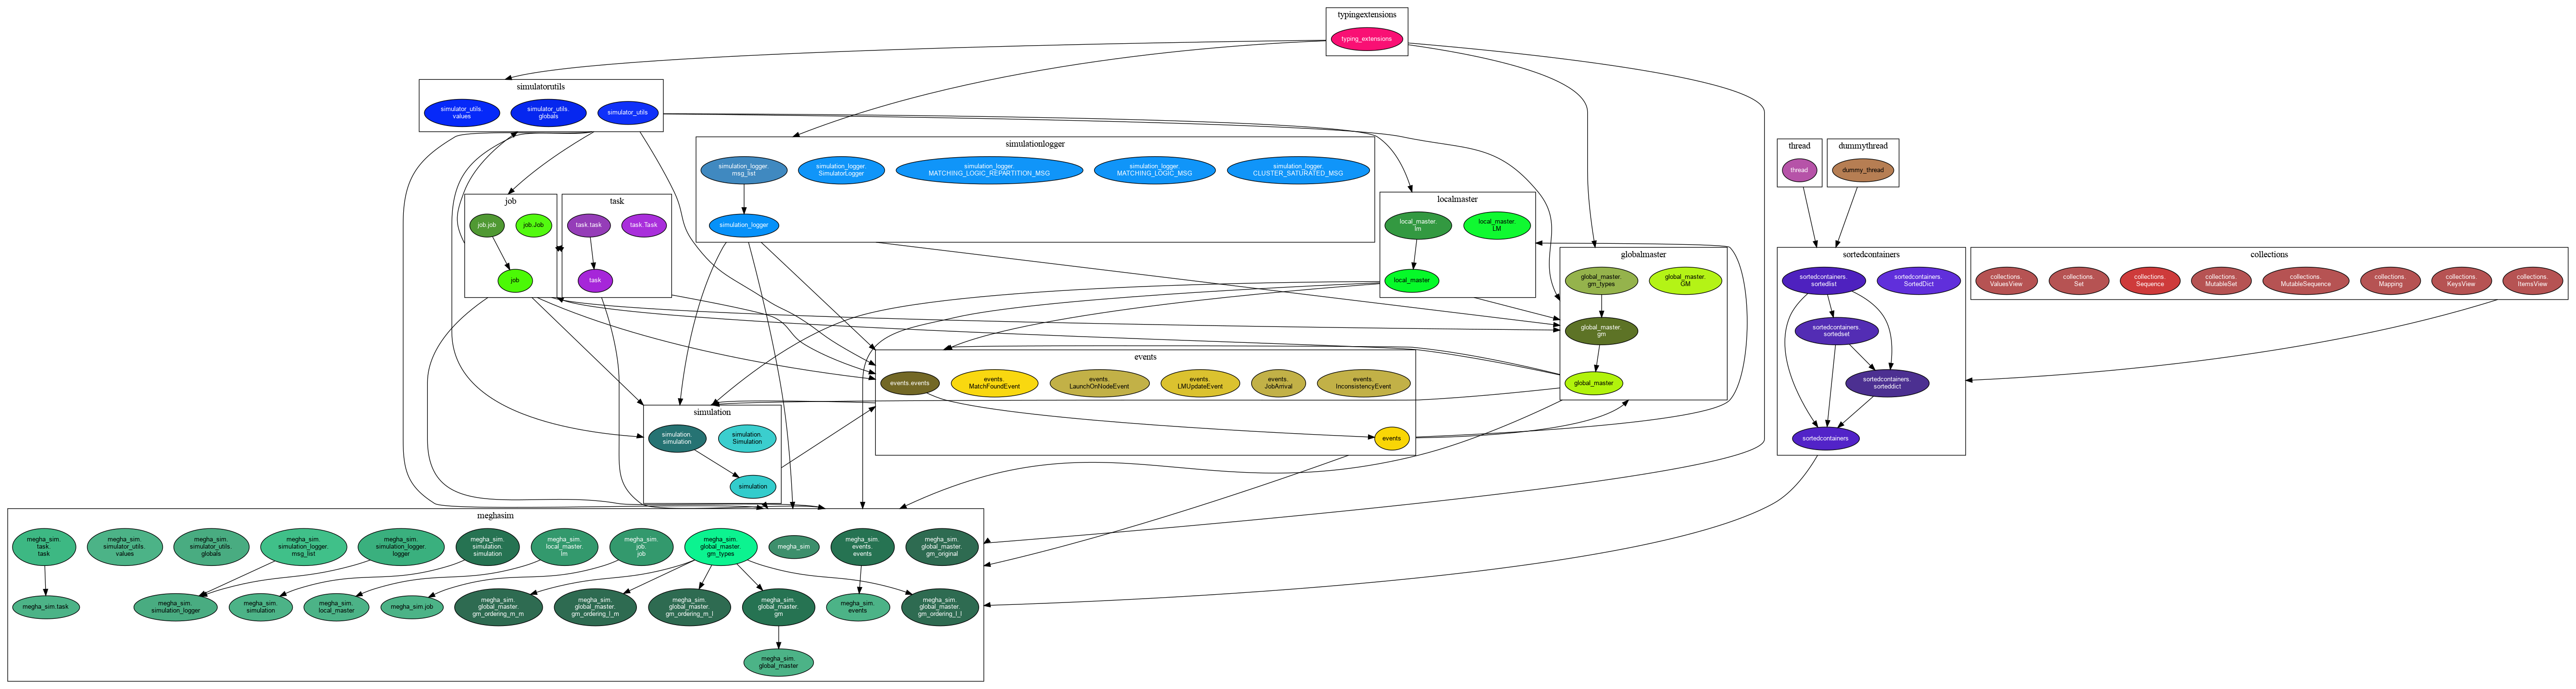 typingextensions
typing_extensions
simulatorutils
simulator_utils.
values
simulator_utils.
globals
simulator_utils
simulationlogger
simulation_logger.
msg_list
simulation_logger.
SimulatorLogger
simulation_logger.
MATCHING_LOGIC_REPARTITION_MSG
simulation_logger.
MATCHING_LOGIC_MSG
simulation_logger.
CLUSTER_SATURATED_MSG
simulation_logger
thread
thread
dummythread
dummy_thread
job
job.job
job.Job
job
task
task.task
task.Task
task
localmaster
local_master.
lm
local_master.
LM
local_master
globalmaster
global_master.
gm_types
global_master.
GM
global_master.
gm
global_master
sortedcontainers
sortedcontainers.
sortedlist
sortedcontainers.
SortedDict
sortedcontainers.
sortedset
sortedcontainers.
sorteddict
sortedcontainers
collections
collections.
ValuesView
collections.
Set
collections.
Sequence
collections.
MutableSet
collections.
MutableSequence
collections.
Mapping
collections.
KeysView
collections.
ItemsView
events
events.events
events.
MatchFoundEvent
events.
LaunchOnNodeEvent
events.
LMUpdateEvent
events.
JobArrival
events.
InconsistencyEvent
events
simulation
simulation.
simulation
simulation.
Simulation
simulation
meghasim
megha_sim.
task.
task
megha_sim.
simulator_utils.
values
megha_sim.
simulator_utils.
globals
megha_sim.
simulation_logger.
msg_list
megha_sim.
simulation_logger.
logger
megha_sim.
simulation.
simulation
megha_sim.
local_master.
lm
megha_sim.
job.
job
megha_sim.
global_master.
gm_types
megha_sim
megha_sim.
events.
events
megha_sim.
global_master.
gm_original
megha_sim.task
megha_sim.
simulation_logger
megha_sim.
simulation
megha_sim.
local_master
megha_sim.job
megha_sim.
global_master.
gm_ordering_m_m
megha_sim.
global_master.
gm_ordering_l_m
megha_sim.
global_master.
gm_ordering_m_l
megha_sim.
global_master.
gm
megha_sim.
events
megha_sim.
global_master.
gm_ordering_l_l
megha_sim.
global_master